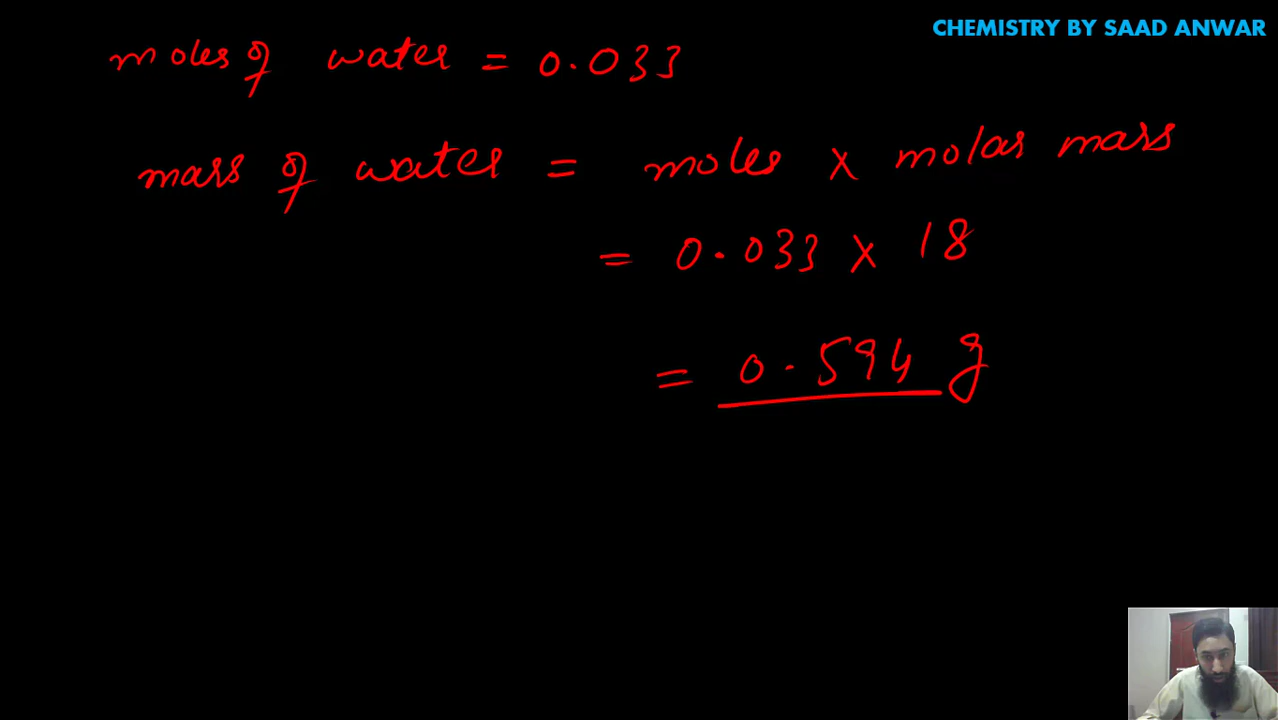 CHEMISTRY BY SAAD ANWAR
moles of water = 0.033
mass of water = moles x molar mass
= 0.033 x 18
= 0.594 g